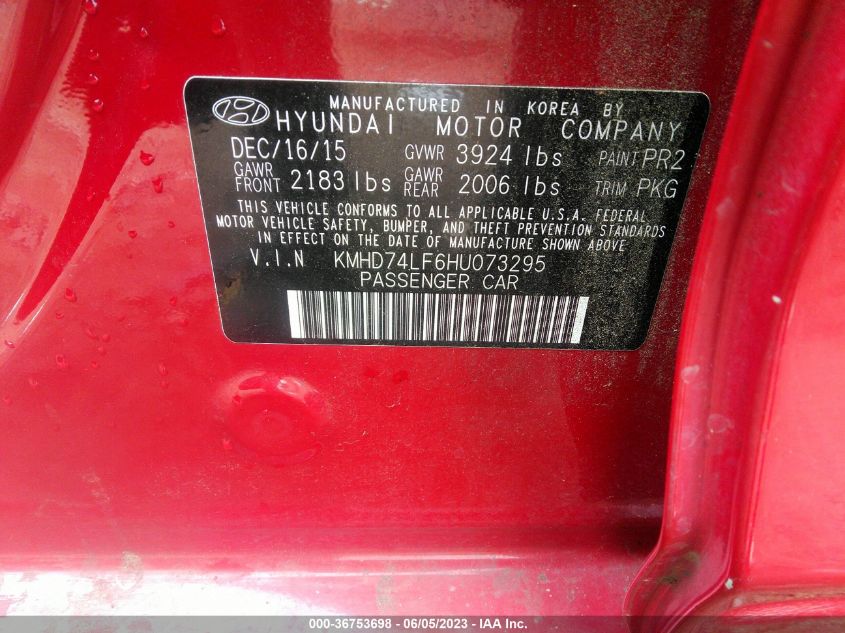 MANUFACTURED IN KOREA BY
HYUNDAI MOTOR COMPANY
DEC/16/15 GVWR 3924 lbs PAINT PR2
GAWR FRONT 2183 lbs GAWR REAR 2006 lbs TRIM PKG
THIS VEHICLE CONFORMS TO ALL APPLICABLE U.S.A. FEDERAL
MOTOR VEHICLE SAFETY, BUMPER, AND THEFT PREVENTION STANDARDS
IN EFFECT ON THE DATE OF MANUFACTURE SHOWN ABOVE.
V.I.N KMHD74LF6HU073295
PASSENGER CAR
000-36753698 - 06/05/2023 - IAA Inc.